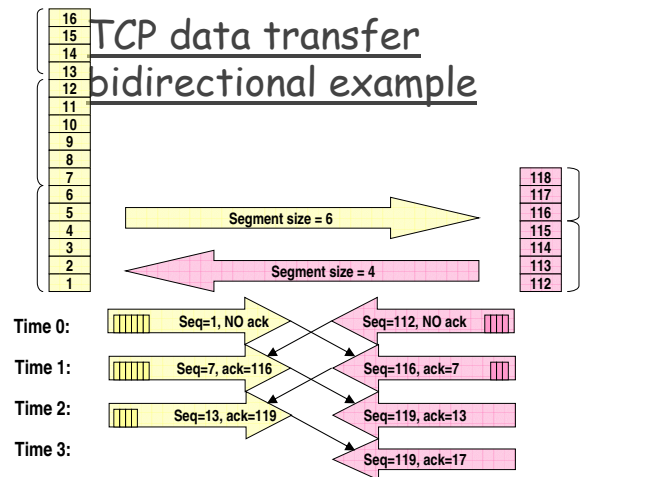 TCP data transfer
bidirectional example
16
15
14
13
12
11
10
9
8
7
6
5
4
3
2
1
118
117
116
115
114
113
112
Segment size = 6
Segment size = 4
Time 0:
Seq=1, NO ack
Seq=112, NO ack
Time 1:
Seq=7, ack=116
Seq=116, ack=7
Time 2:
Seq=13, ack=119
Seq=119, ack=13
Time 3:
Seq=119, ack=17